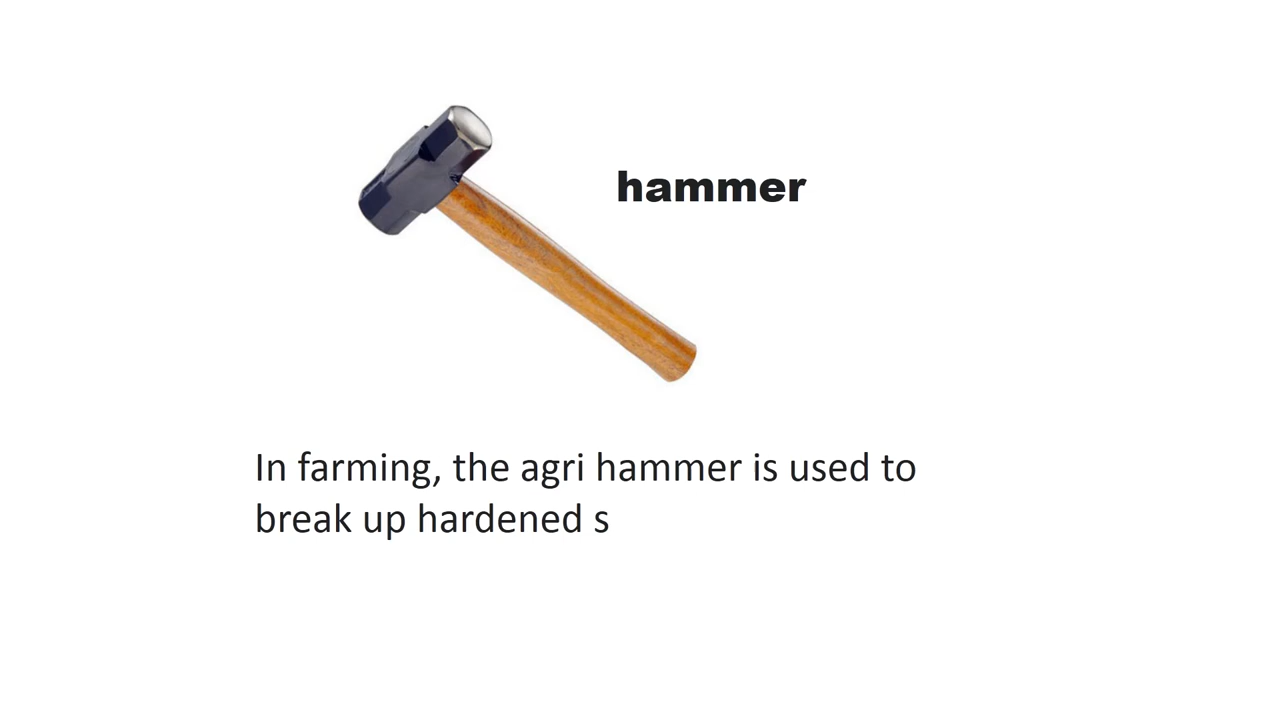 hammer
In farming, the agri hammer is used to
break up hardened s